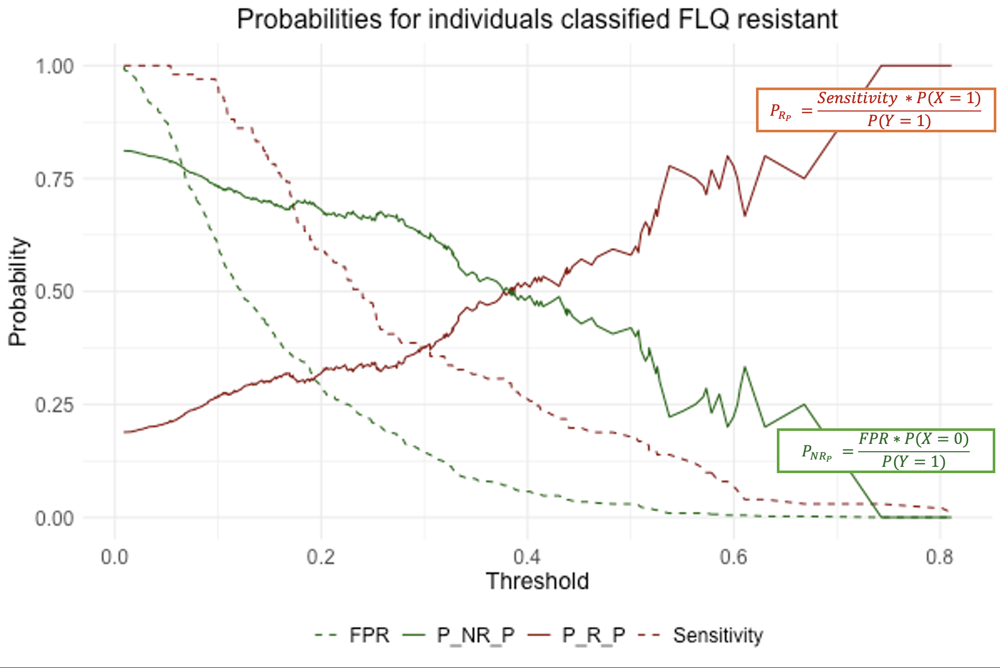 Probabilities for individuals classified FLQ resistant
Probability
1.00
0.75
0.50
0.25
0.00
P_{R_P} = \frac{Sensitivity * P(X = 1)}{P(Y = 1)}
P_{NR_P} = \frac{FPR * P(X = 0)}{P(Y = 1)}
0.0 0.2 0.4 0.6 0.8
Threshold
FPR P_NR_P P_R_P Sensitivity